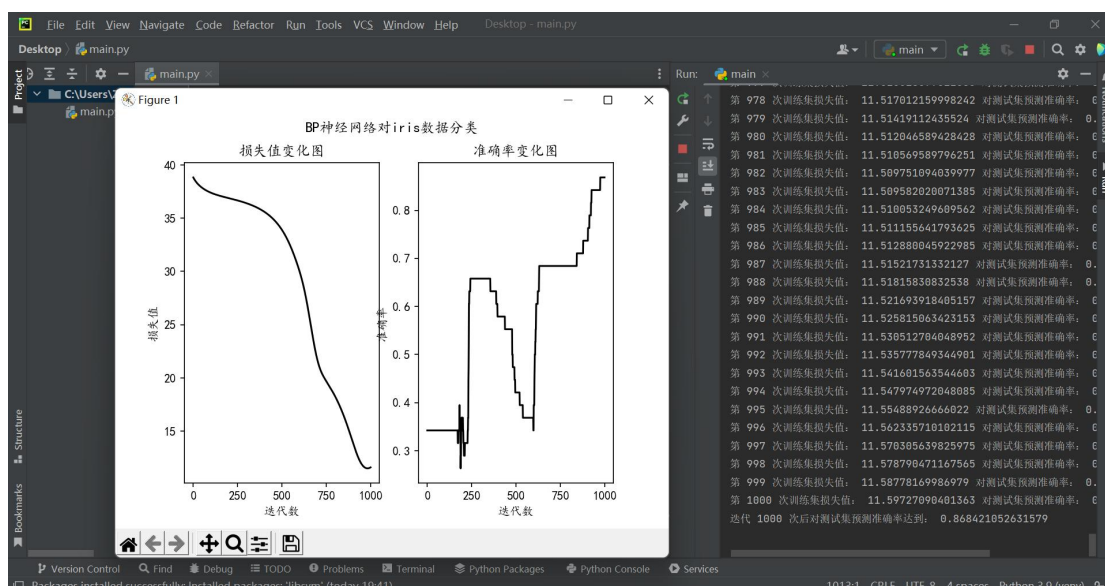 File Edit View Navigate Code Refactor Run Tools VCS Window Help Desktop - main.py
Desktop main.py main
Project main.py Run: main
C:\Users\
main.p
Figure 1
BP神经网络对iris数据分类
损失值变化图 准确率变化图
40
35
30
25
20
15
损失值
0 250 500 750 1000
迭代数
0.8
0.7
0.6
0.5
0.4
0.3
准确率
0 250 500 750 1000
迭代数
第 978 次训练集损失值: 11.517012159998242 对测试集预测准确率: 0
第 979 次训练集损失值: 11.51419112435524 对测试集预测准确率: 0.
第 980 次训练集损失值: 11.512046589428428 对测试集预测准确率: 0
第 981 次训练集损失值: 11.510569589796251 对测试集预测准确率: 0
第 982 次训练集损失值: 11.509751094039977 对测试集预测准确率: 0
第 983 次训练集损失值: 11.509582020071385 对测试集预测准确率: 0
第 984 次训练集损失值: 11.510053249609562 对测试集预测准确率: 0
第 985 次训练集损失值: 11.511155641793625 对测试集预测准确率: 0
第 986 次训练集损失值: 11.512880045922985 对测试集预测准确率: 0
第 987 次训练集损失值: 11.51521731332127 对测试集预测准确率: 0.
第 988 次训练集损失值: 11.51815830832538 对测试集预测准确率: 0.
第 989 次训练集损失值: 11.521693918405157 对测试集预测准确率: 0
第 990 次训练集损失值: 11.525815063423153 对测试集预测准确率: 0
第 991 次训练集损失值: 11.530512704048952 对测试集预测准确率: 0
第 992 次训练集损失值: 11.535777849344901 对测试集预测准确率: 0
第 993 次训练集损失值: 11.541601563544603 对测试集预测准确率: 0
第 994 次训练集损失值: 11.547974972048085 对测试集预测准确率: 0
第 995 次训练集损失值: 11.55488926666022 对测试集预测准确率: 0.
第 996 次训练集损失值: 11.562335710102115 对测试集预测准确率: 0
第 997 次训练集损失值: 11.570305639825975 对测试集预测准确率: 0
第 998 次训练集损失值: 11.578790471167565 对测试集预测准确率: 0
第 999 次训练集损失值: 11.58778169986979 对测试集预测准确率: 0.
第 1000 次训练集损失值: 11.59727090401363 对测试集预测准确率: 0
迭代 1000 次后对测试集预测准确率达到: 0.868421052631579
Structure
Bookmarks
Version Control Find Debug TODO Problems Terminal Python Packages Python Console Services